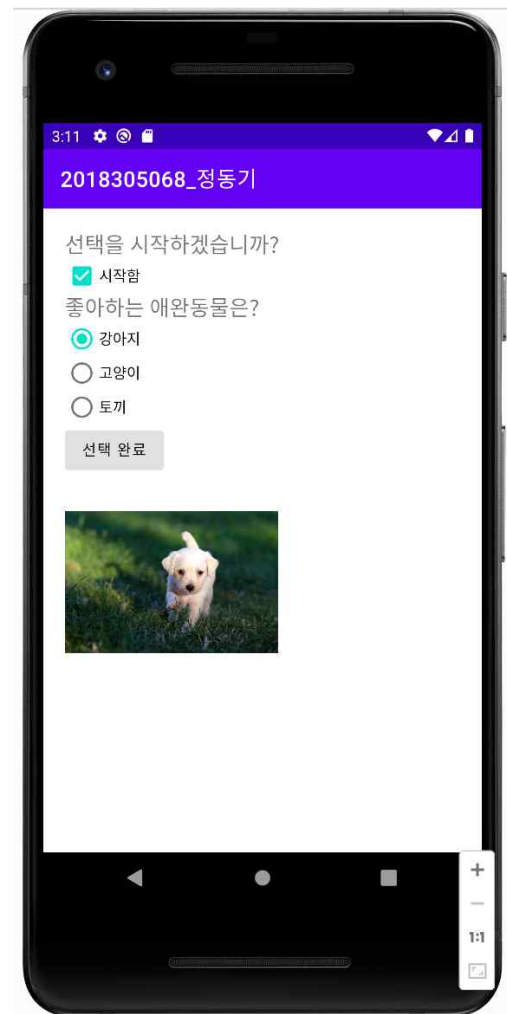 3:11
2018305068_정동기
선택을 시작하겠습니까?
시작함
좋아하는 애완동물은?
강아지
고양이
토끼
선택 완료
1:1